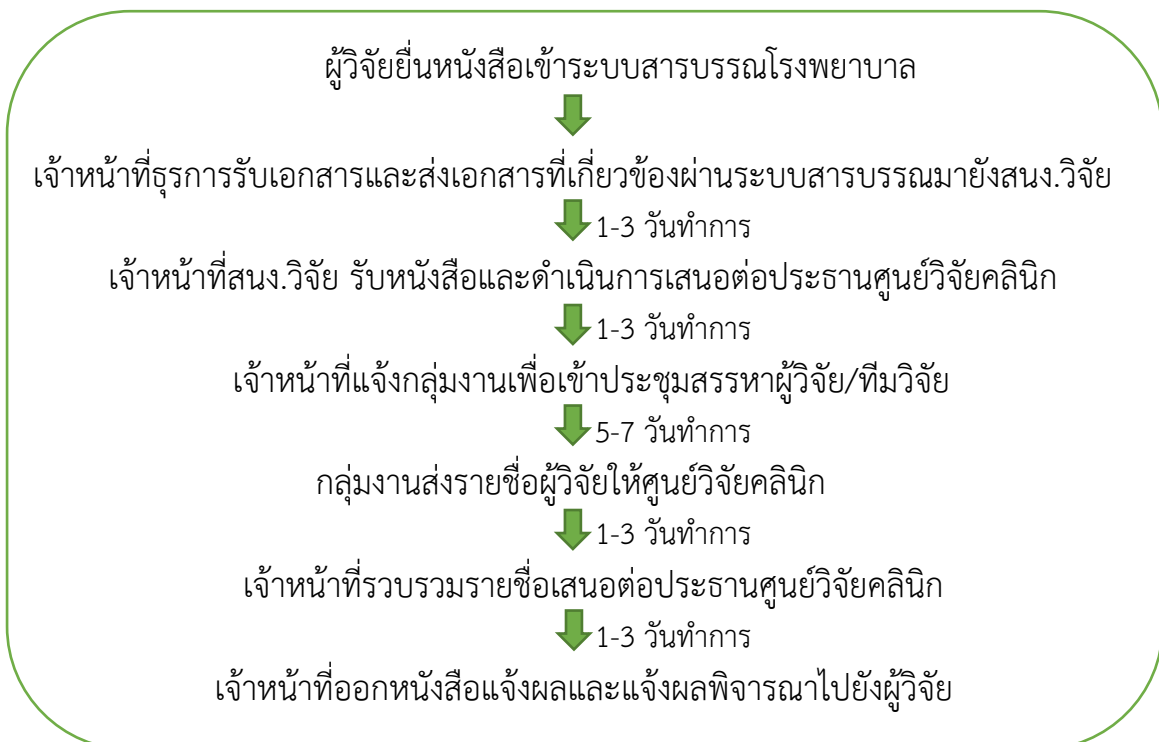 ผู้วิจัยยื่นหนังสือเข้าระบบสารบรรณโรงพยาบาล
เจ้าหน้าที่ธุรการรับเอกสารและส่งเอกสารที่เกี่ยวข้องผ่านระบบสารบรรณมายังสนง.วิจัย
1-3 วันทำการ
เจ้าหน้าที่สนง.วิจัย รับหนังสือและดำเนินการเสนอต่อประธานศูนย์วิจัยคลินิก
1-3 วันทำการ
เจ้าหน้าที่แจ้งกลุ่มงานเพื่อเข้าประชุมสรรหาผู้วิจัย/ทีมวิจัย
5-7 วันทำการ
กลุ่มงานส่งรายชื่อผู้วิจัยให้ศูนย์วิจัยคลินิก
1-3 วันทำการ
เจ้าหน้าที่รวบรวมรายชื่อเสนอต่อประธานศูนย์วิจัยคลินิก
1-3 วันทำการ
เจ้าหน้าที่ออกหนังสือแจ้งผลและแจ้งผลพิจารณาไปยังผู้วิจัย